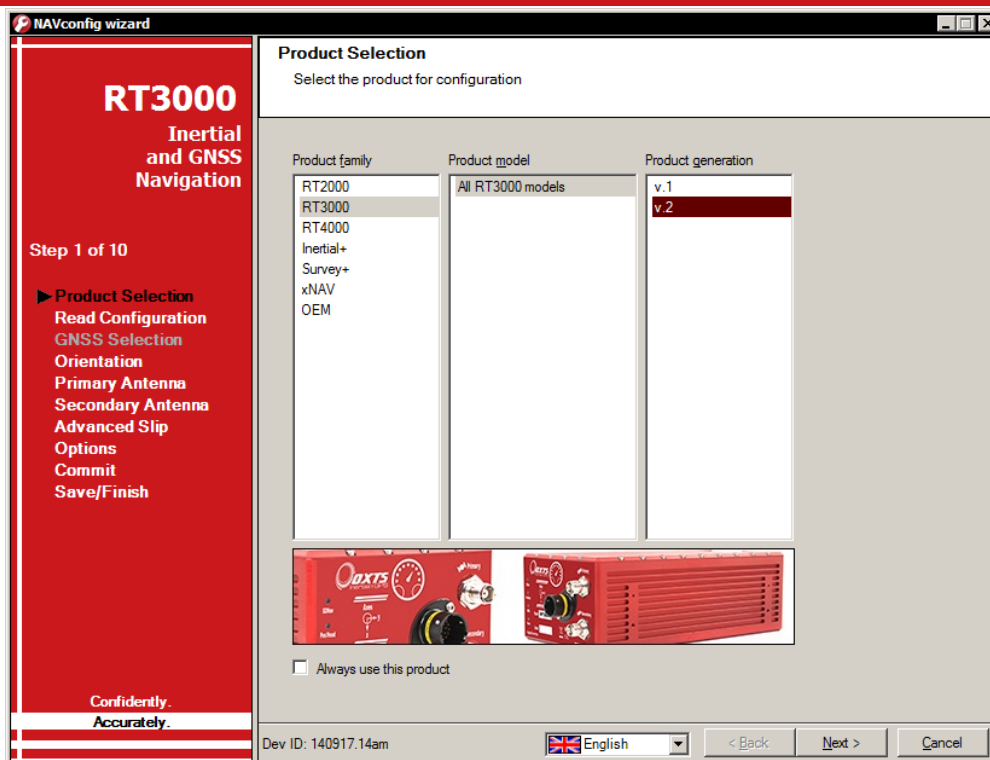 NAVconfig wizard
RT3000
Inertial
and GNSS
Navigation
Step 1 of 10
Product Selection
Read Configuration
GNSS Selection
Orientation
Primary Antenna
Secondary Antenna
Advanced Slip
Options
Commit
Save/Finish
Confidently.
Accurately.
Product Selection
Select the product for configuration
Product family
RT2000
RT3000
RT4000
Inertial+
Survey+
xNAV
OEM
Product model
All RT3000 models
Product generation
v.1
v.2
OXTS
Primary
Axes
OXTS
Always use this product
Dev ID: 140917.14am
English
< Back
Next >
Cancel